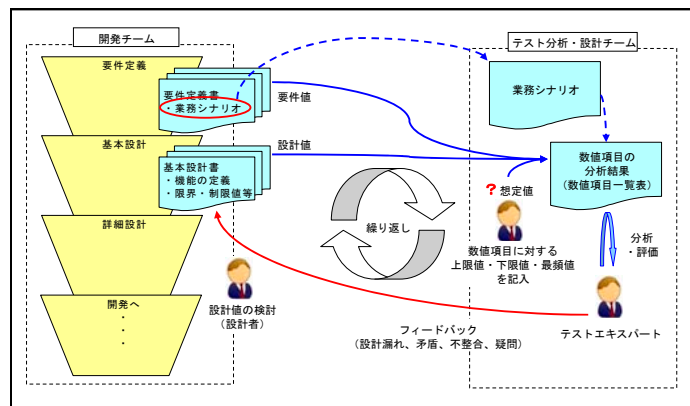 開発チーム
テスト分析・設計チーム
要件定義
要件定義書
・業務シナリオ
要件値
業務シナリオ
基本設計
基本設計書
・機能の定義
・限界・制限値等
設計値
数値項目の
分析結果
(数値項目一覧表)
?想定値
繰り返し
数値項目に対する
上限値・下限値・最頻値
を記入
分析
・評価
詳細設計
設計値の検討
(設計者)
開発へ
・
・
・
フィードバック
(設計漏れ、矛盾、不整合、疑問)
テストエキスパート